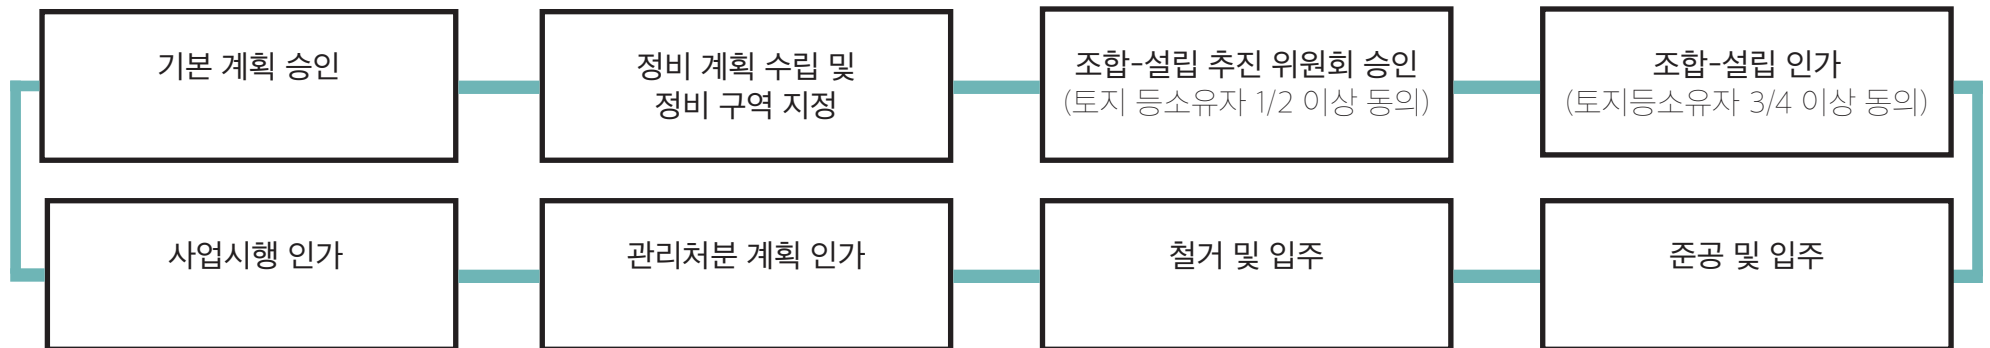 기본 계획 승인
정비 계획 수립 및
정비 구역 지정
조합-설립 추진 위원회 승인
(토지 등소유자 1/2 이상 동의)
조합-설립 인가
(토지등소유자 3/4 이상 동의)
사업시행 인가
관리처분 계획 인가
철거 및 입주
준공 및 입주